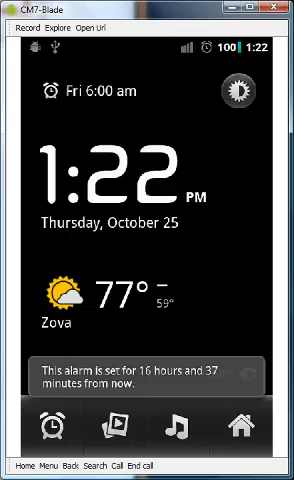 CM7-Blade
Record Explore Open Url
100 1:22
Fri 6:00 am
1:22 PM
Thursday, October 25
77° –
59°
Zova
This alarm is set for 16 hours and 37
minutes from now.
Home Menu Back Search Call End call